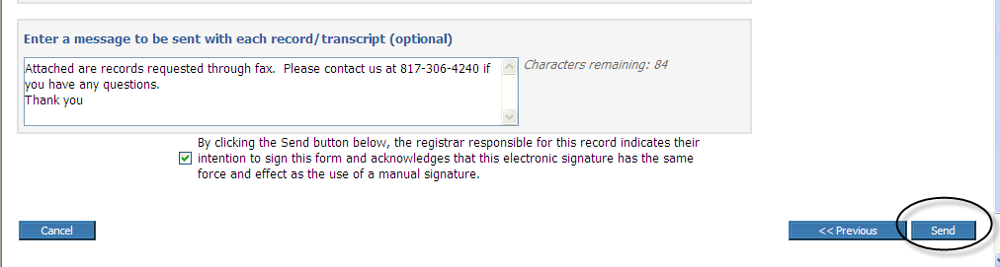 Enter a message to be sent with each record/transcript (optional)
Attached are records requested through fax.  Please contact us at 817-306-4240 if
you have any questions.
Thank you
Characters remaining: 84
By clicking the Send button below, the registrar responsible for this record indicates their
intention to sign this form and acknowledges that this electronic signature has the same
force and effect as the use of a manual signature.
Cancel
<< Previous
Send